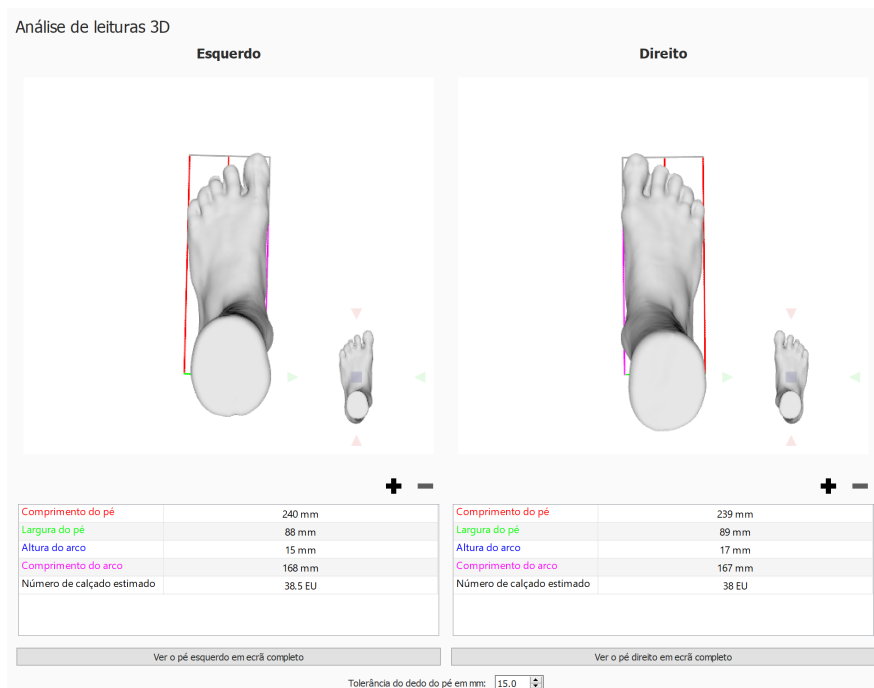 Análise de leituras 3D
Esquerdo
Direito
Comprimento do pé 240 mm
Largura do pé 88 mm
Altura do arco 15 mm
Comprimento do arco 168 mm
Número de calçado estimado 38.5 EU
Comprimento do pé 239 mm
Largura do pé 89 mm
Altura do arco 17 mm
Comprimento do arco 167 mm
Número de calçado estimado 38 EU
Ver o pé esquerdo em ecrã completo
Ver o pé direito em ecrã completo
Tolerância do dedo do pé em mm: 15.0